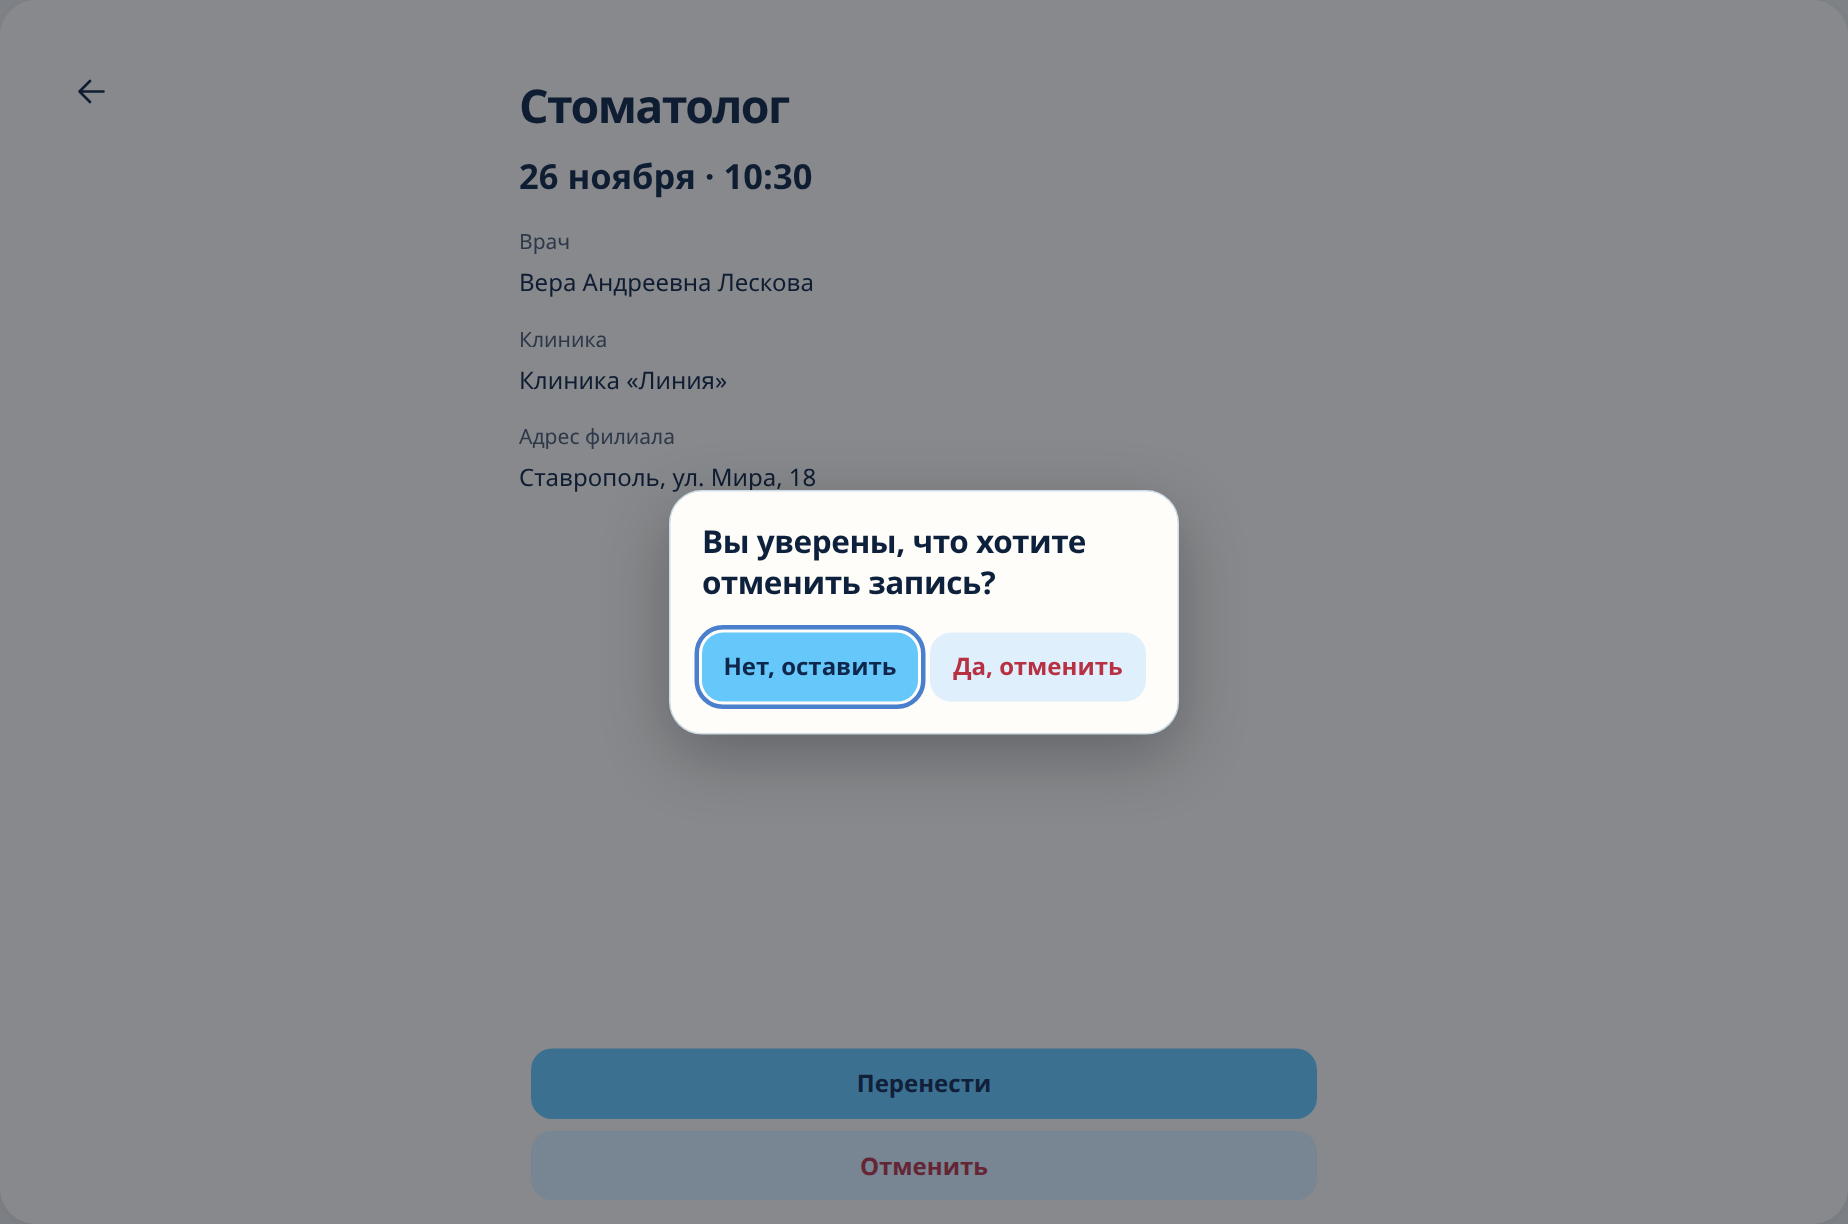 Стоматолог
26 ноября · 10:30
Врач
Вера Андреевна Лескова
Клиника
Клиника «Линия»
Адрес филиала
Ставрополь, ул. Мира, 18
Вы уверены, что хотите
отменить запись?
Нет, оставить
Да, отменить
Перенести
Отменить